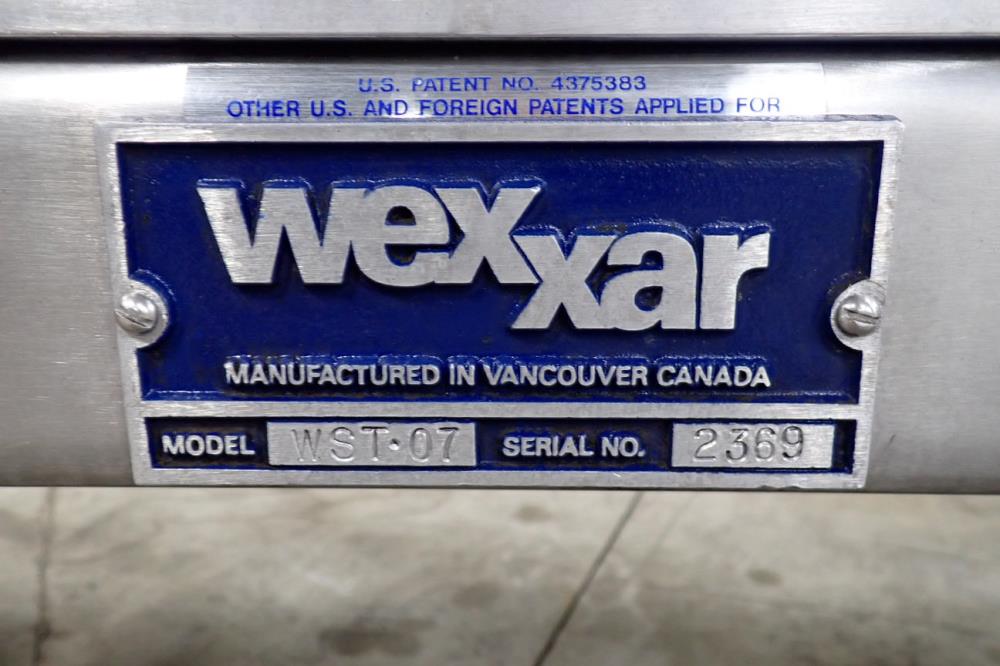 U.S. PATENT NO. 4375383
OTHER U.S. AND FOREIGN PATENTS APPLIED FOR
wexxar
MANUFACTURED IN VANCOUVER CANADA
MODEL WST·07 SERIAL NO. 2369